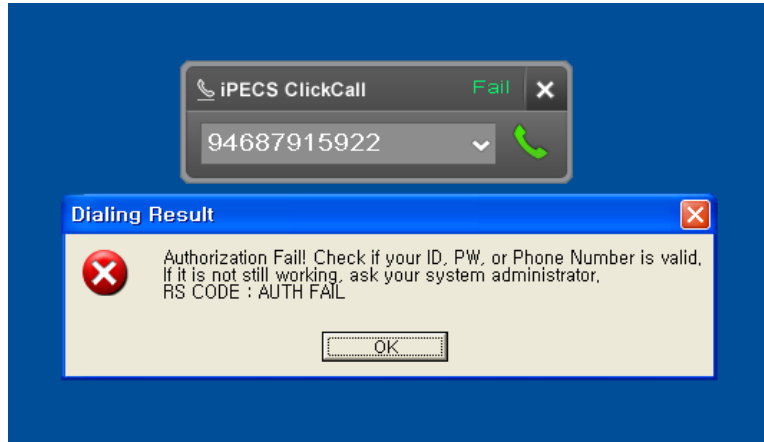 iPECS ClickCall Fail
94687915922
Dialing Result
Authorization Fail! Check if your ID, PW, or Phone Number is valid,
If it is not still working, ask your system administrator,
RS CODE : AUTH FAIL
OK